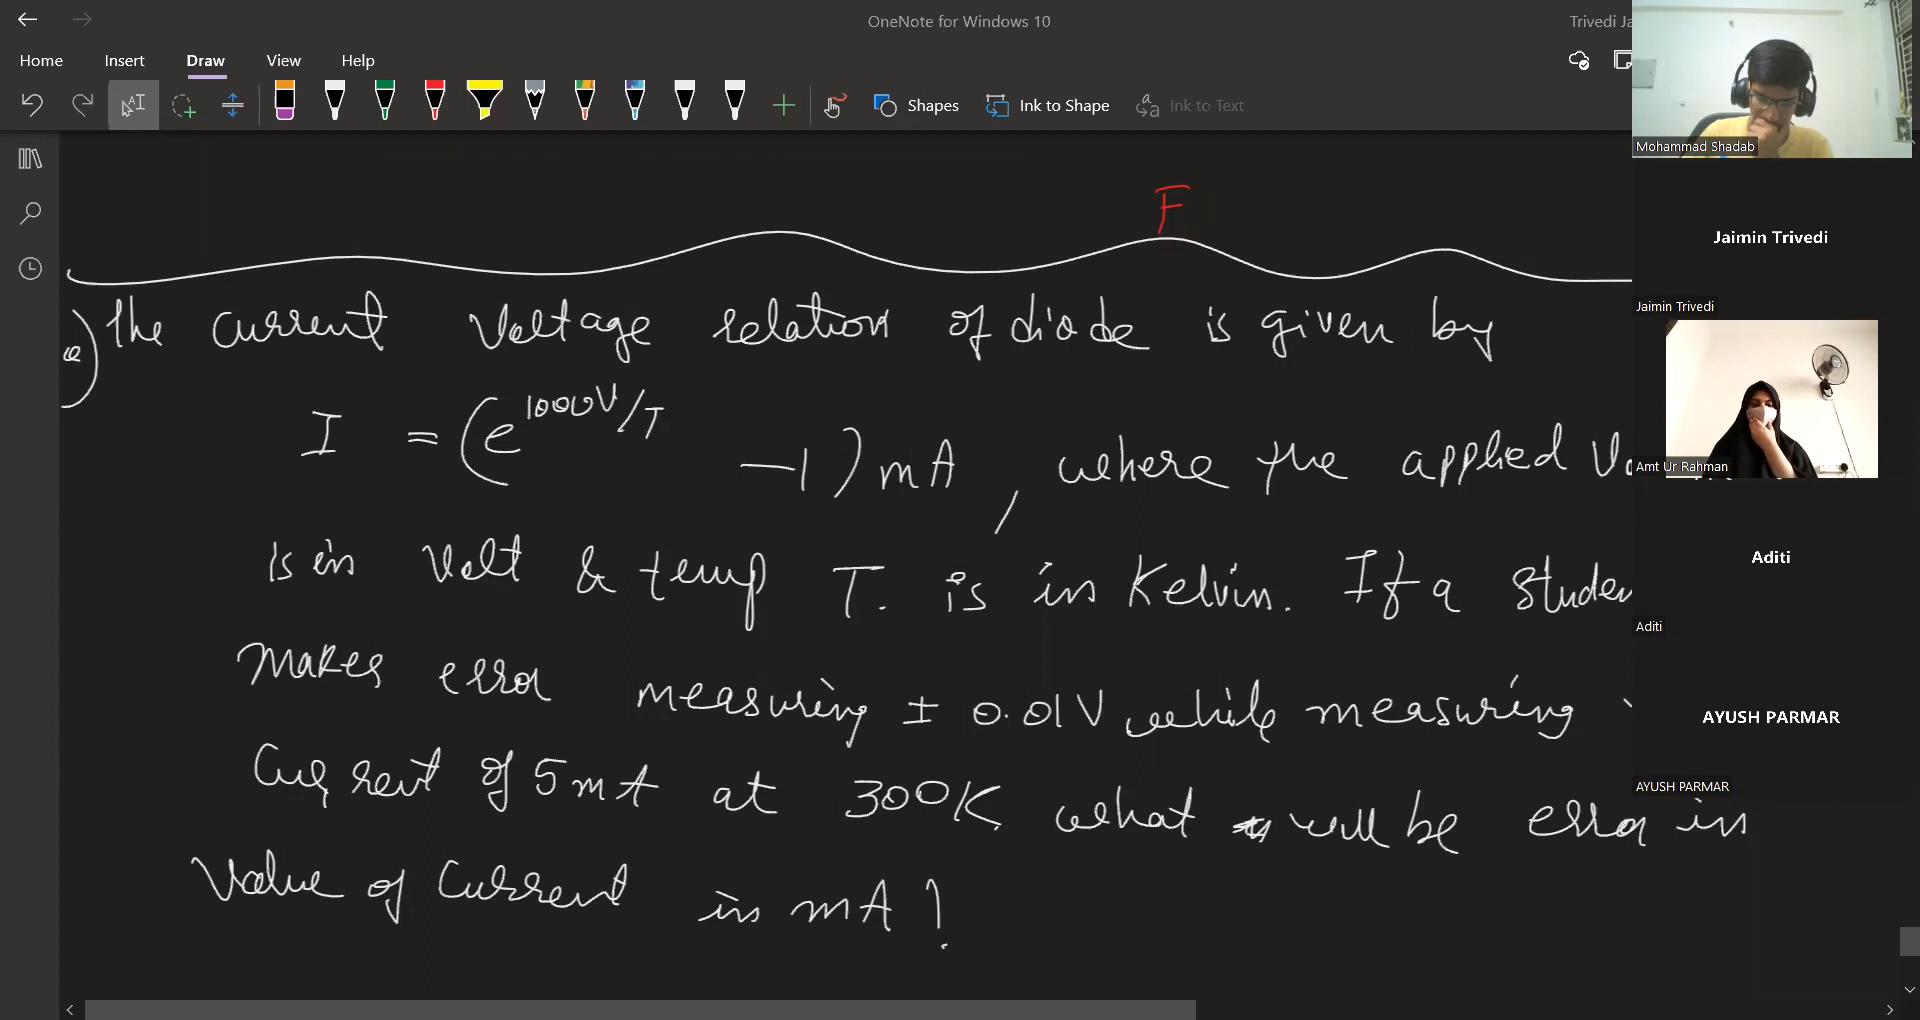 OneNote for Windows 10
Trivedi Ja
Home Insert Draw View Help
Shapes Ink to Shape Ink to Text
Mohammad Shadab
F
Jaimin Trivedi
Jaimin Trivedi
Q) The current Voltage relation of diode is given by
I = (e^1000V/T −1) mA, where the applied Vo
Amt Ur Rahman
is in Volt & temp T. is in Kelvin. If a Studen
Aditi
Aditi
makes error measuring ± 0.01V while measuring
AYUSH PARMAR
Current of 5mA at 300K what will be error in
AYUSH PARMAR
Value of Current in mA?